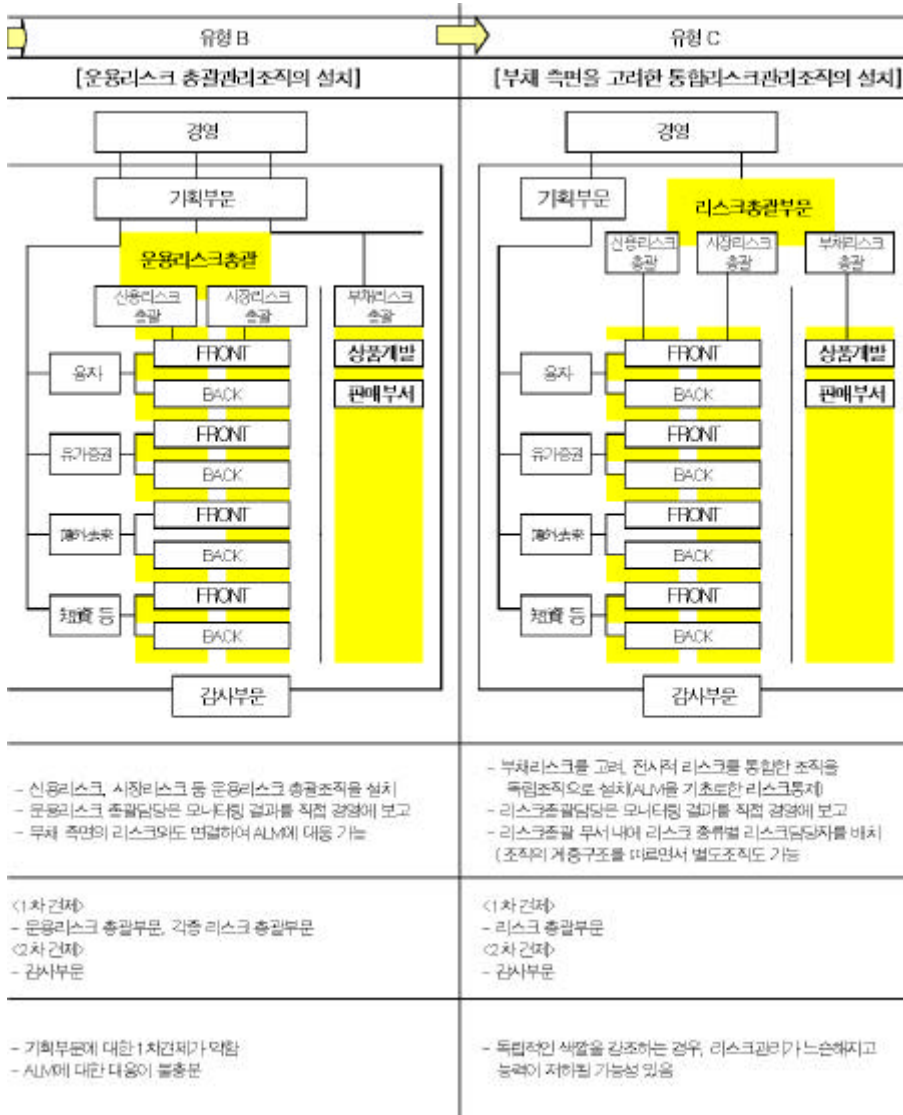 유형 B
유형 C
[운용리스크 총괄관리조직의 설치]
[부채 측면을 고려한 통합리스크관리조직의 설치]
경영
기획부문
운용리스크총괄
신용리스크 총괄
시장리스크 총괄
부채리스크 총괄
융자
FRONT
BACK
상품개발
판매부서
유가증권
FRONT
BACK
簿外去来
FRONT
BACK
短資 등
FRONT
BACK
감사부문
경영
기획부문
리스크총괄부문
신용리스크 총괄
시장리스크 총괄
부채리스크 총괄
융자
FRONT
BACK
상품개발
판매부서
유가증권
FRONT
BACK
簿外去来
FRONT
BACK
短資 등
FRONT
BACK
감사부문
- 신용리스크, 시장리스크 등 운용리스크 총괄조직을 설치
- 운용리스크 총괄담당은 모니터링 결과를 직접 경영에 보고
- 부채 측면의 리스크와도 연결하여 ALM에 대응 가능
- 부채리스크를 고려, 전사적 리스크를 통합한 조직을
독립조직으로 설치(ALM을 기초로한 리스크통제)
- 리스크총괄담당은 모니터링 결과를 직접 경영에 보고
- 리스크총괄 부서 내에 리스크 종류별 리스크담당자를 배치
(조직의 계층구조를 따르면서 별도조직도 가능
<1차 견제>
- 운용리스크 총괄부문, 각종 리스크 총괄부문
<2차 견제>
- 감사부문
<1차 견제>
- 리스크 총괄부문
<2차 견제>
- 감사부문
- 기획부문에 대한 1차견제가 약함
- ALM에 대한 대응이 불충분
- 독립적인 색깔을 강조하는 경우, 리스크관리가 느슨해지고
능력이 저하될 가능성 있음